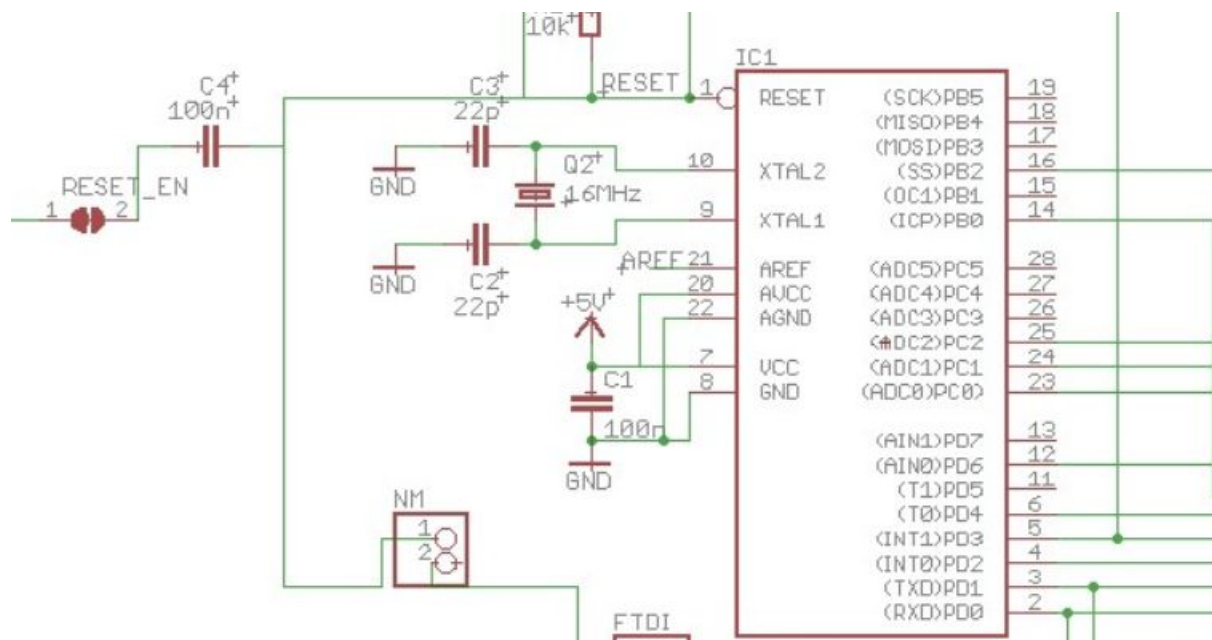 10k
C4
100n
RESET_EN
1
2
C3
22p
GND
Q2
16MHz
GND
C2
22p
RESET
AREF
+5V
C1
100n
GND
NM
1
2
FTDI
IC1
1 RESET
10 XTAL2
9 XTAL1
21 AREF
20 AVCC
22 AGND
7 VCC
8 GND
(SCK)PB5 19
(MISO)PB4 18
(MOSI)PB3 17
(SS)PB2 16
(OC1)PB1 15
(ICP)PB0 14
(ADC5)PC5 28
(ADC4)PC4 27
(ADC3)PC3 26
(ADC2)PC2 25
(ADC1)PC1 24
(ADC0)PC0) 23
(AIN1)PD7 13
(AIN0)PD6 12
(T1)PD5 11
(T0)PD4 6
(INT1)PD3 5
(INT0)PD2 4
(TXD)PD1 3
(RXD)PD0 2